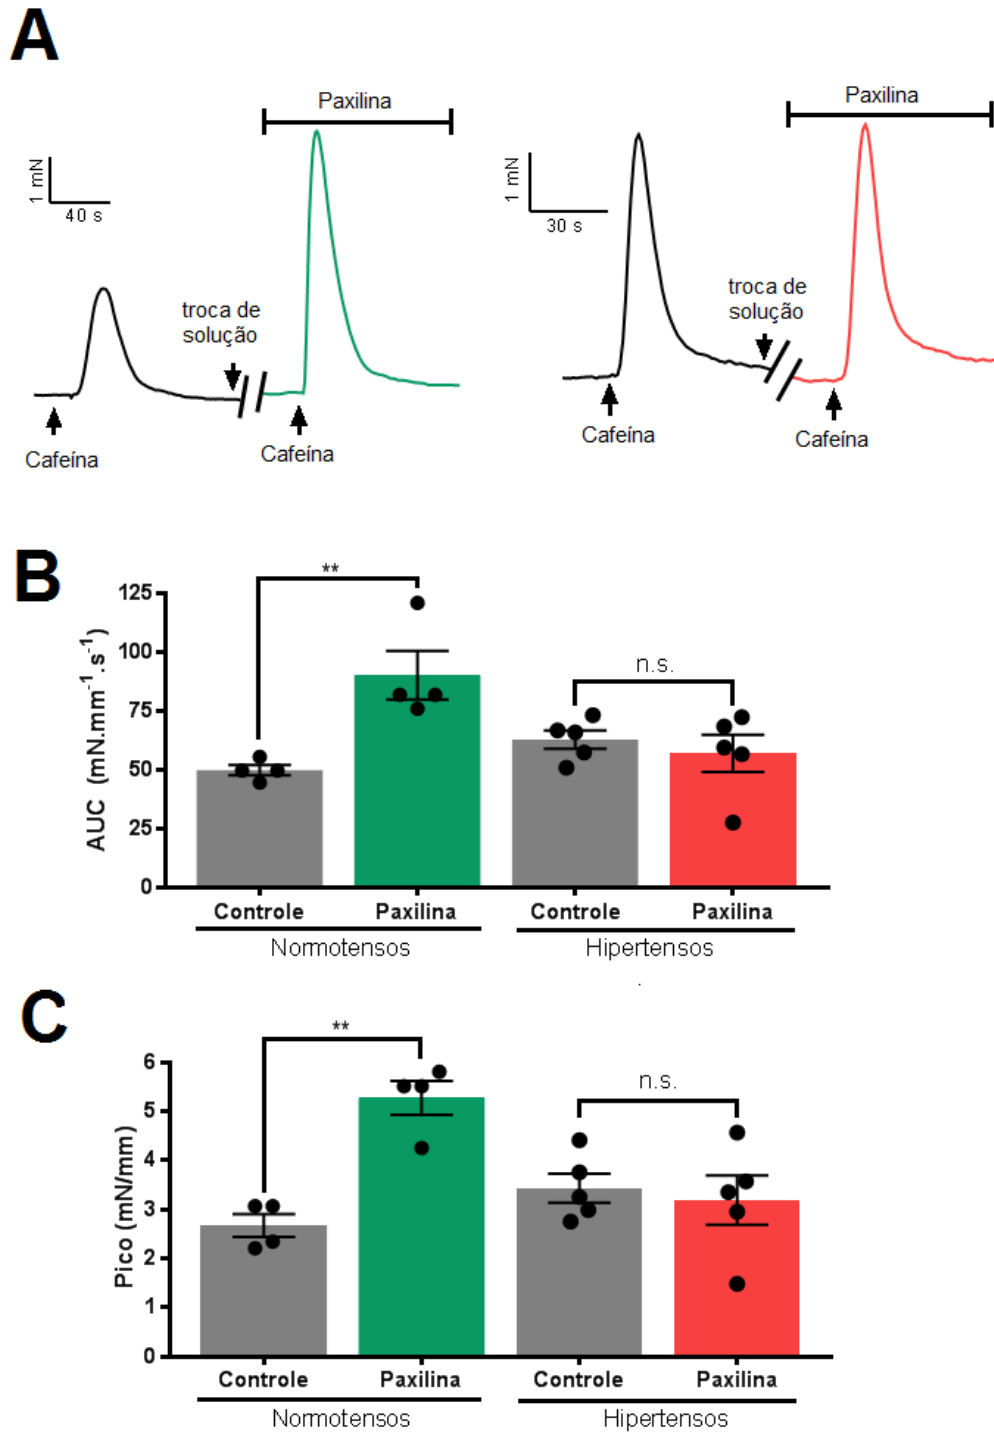 A
Paxilina
Paxilina
1 mN
40 s
1 mN
30 s
troca de
solução
troca de
solução
Cafeína
Cafeína
Cafeína
Cafeína
B
AUC (mN.mm⁻¹.s⁻¹)
125
100
75
50
25
0
**
n.s.
Controle
Paxilina
Controle
Paxilina
Normotensos
Hipertensos
C
Pico (mN/mm)
6
5
4
3
2
1
0
**
n.s.
Controle
Paxilina
Controle
Paxilina
Normotensos
Hipertensos